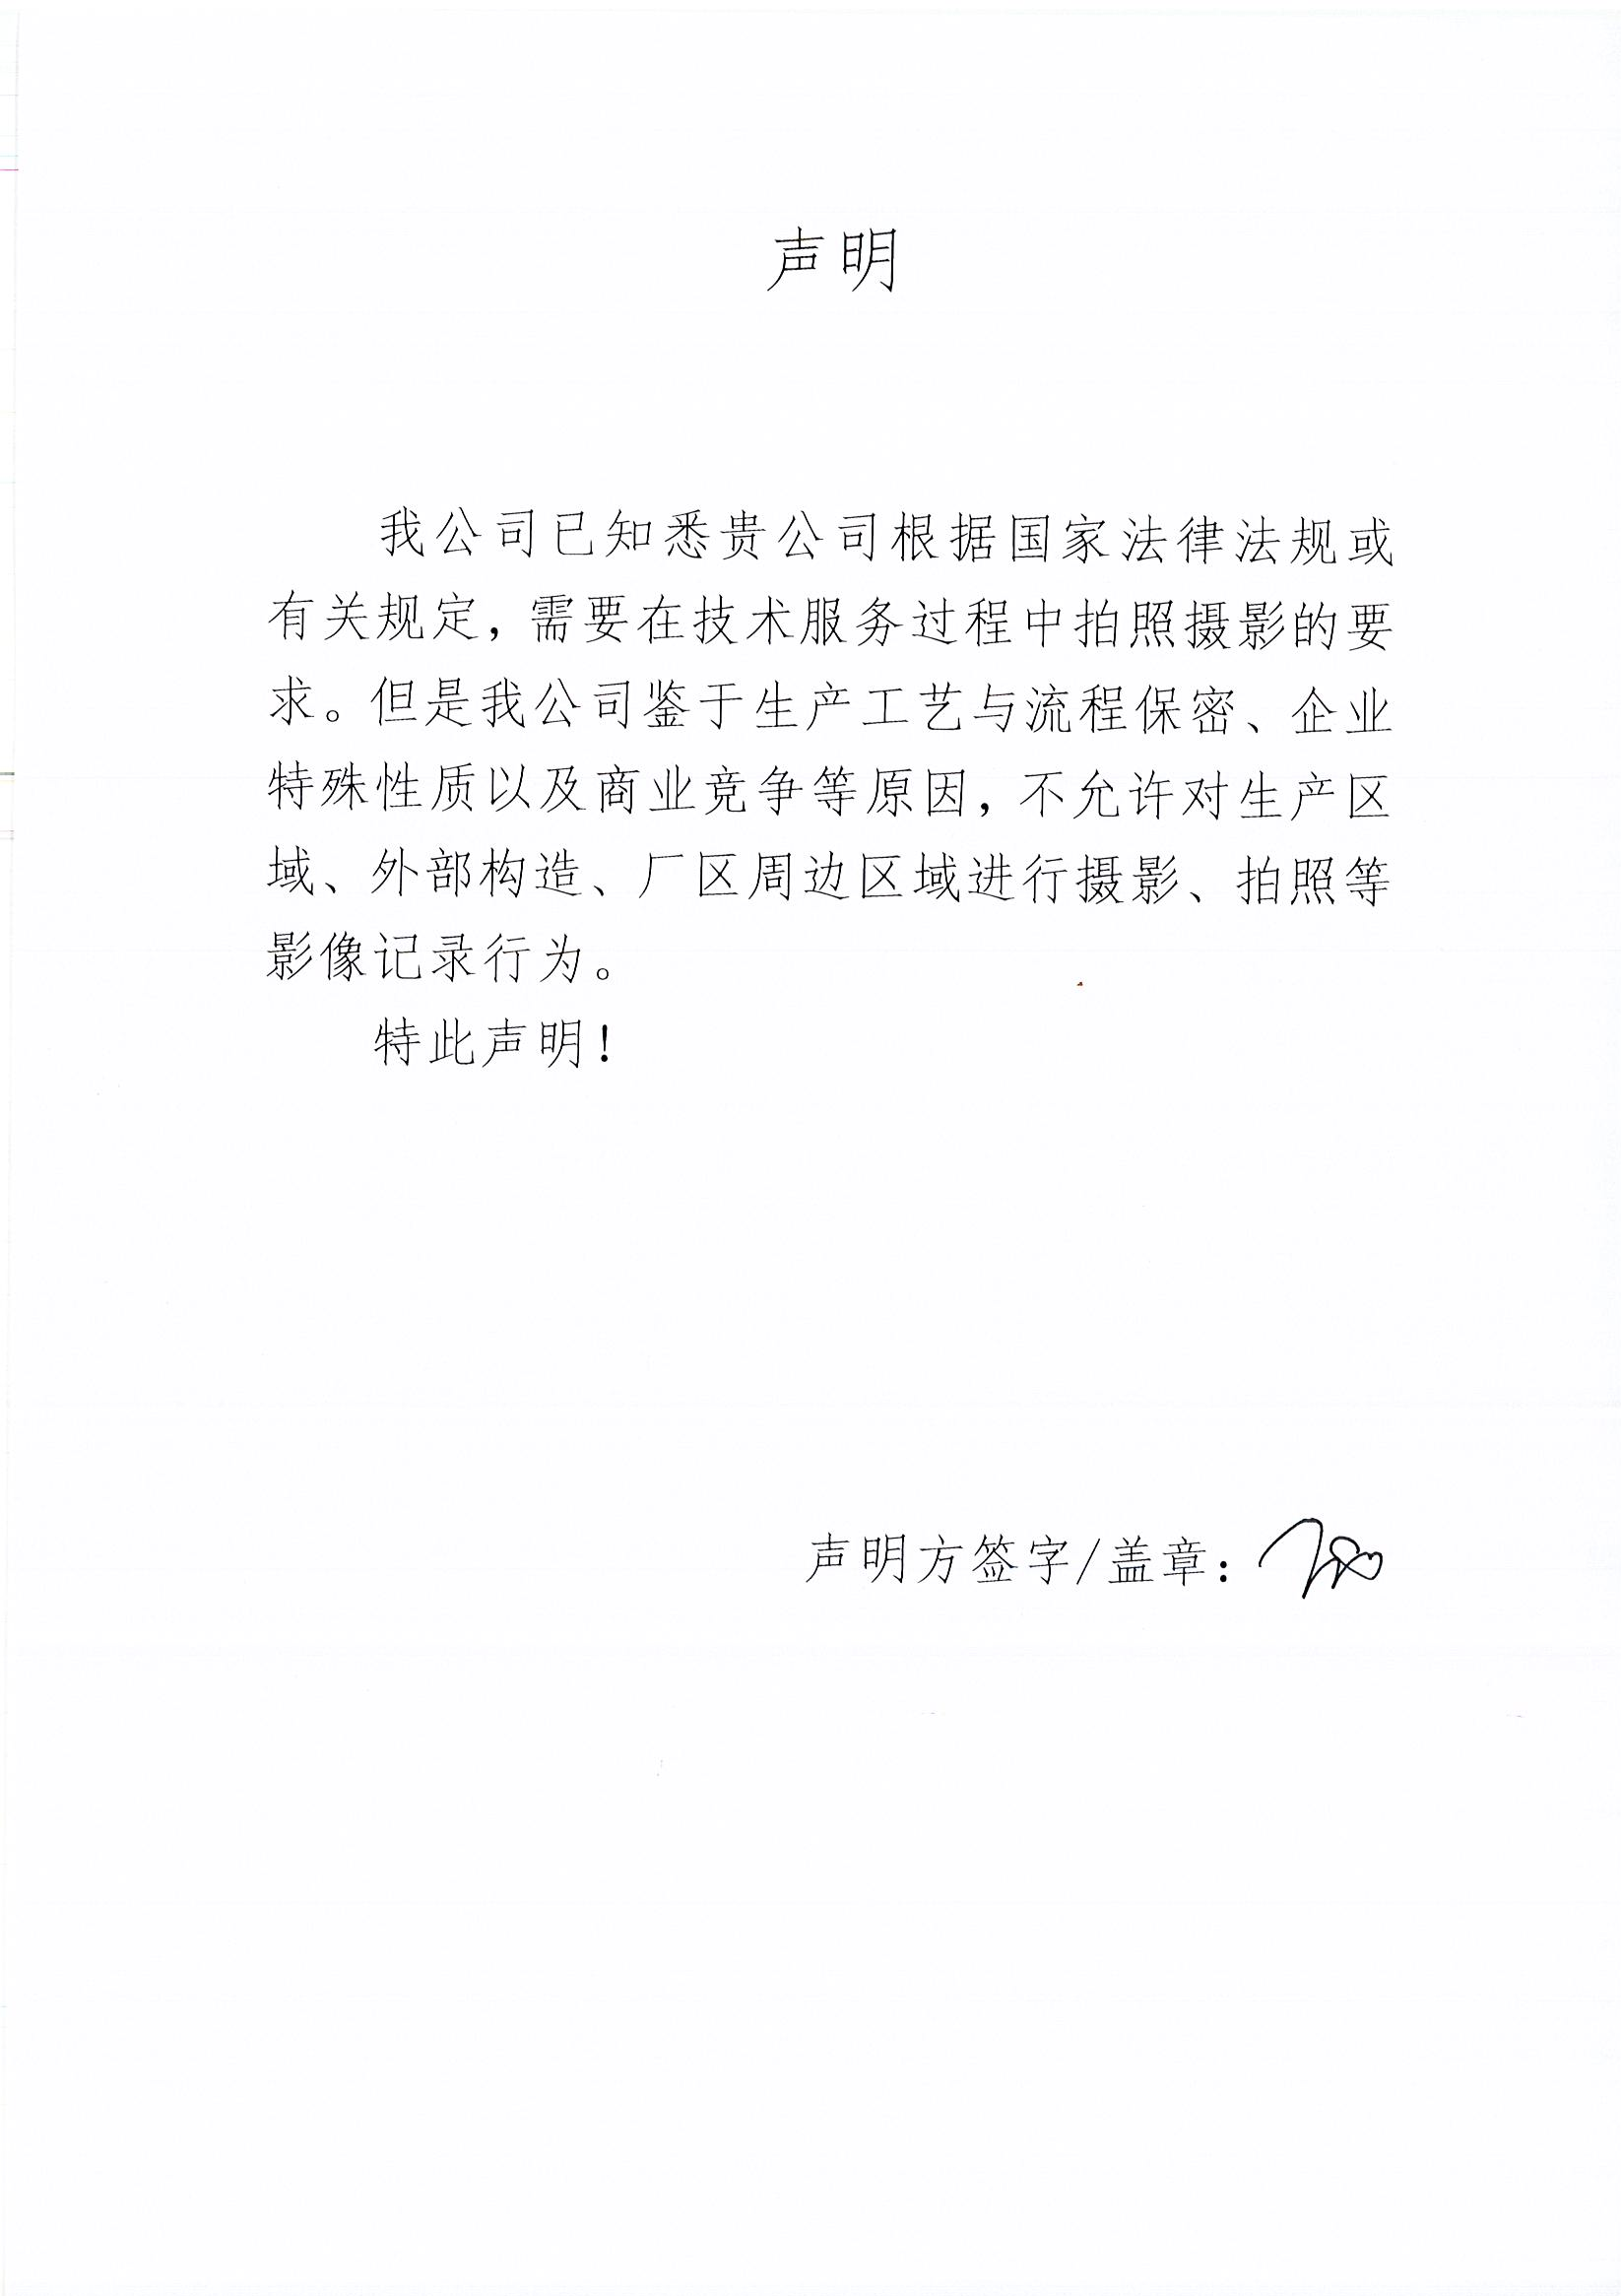 声明
我公司已知悉贵公司根据国家法律法规或
有关规定，需要在技术服务过程中拍照摄影的要
求。但是我公司鉴于生产工艺与流程保密、企业
特殊性质以及商业竞争等原因，不允许对生产区
域、外部构造、厂区周边区域进行摄影、拍照等
影像记录行为。
特此声明！
声明方签字/盖章：